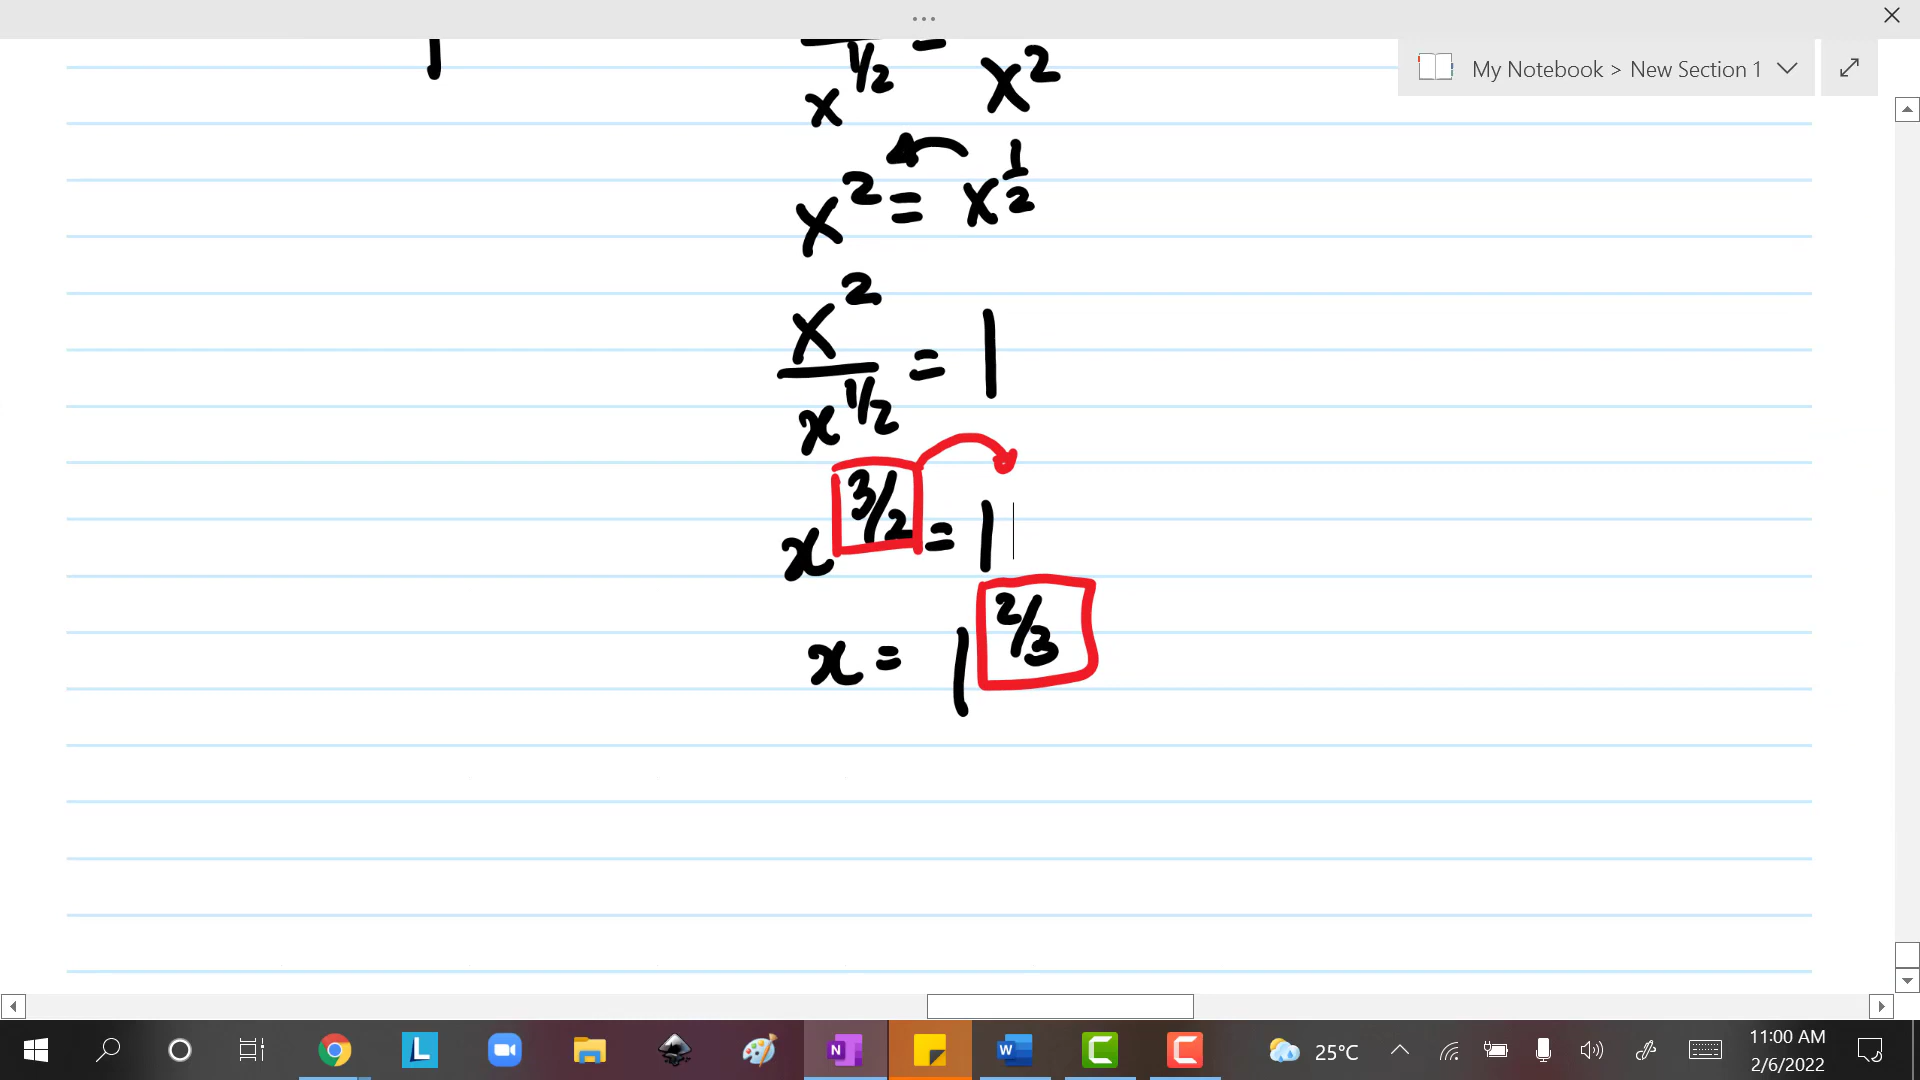 My Notebook > New Section 1
x^1/2 = x^2
x^2 = x^1/2
x^2 / x^1/2 = 1
x^3/2 = 1
x = 1^2/3
L
N
W
25°C
11:00 AM
2/6/2022